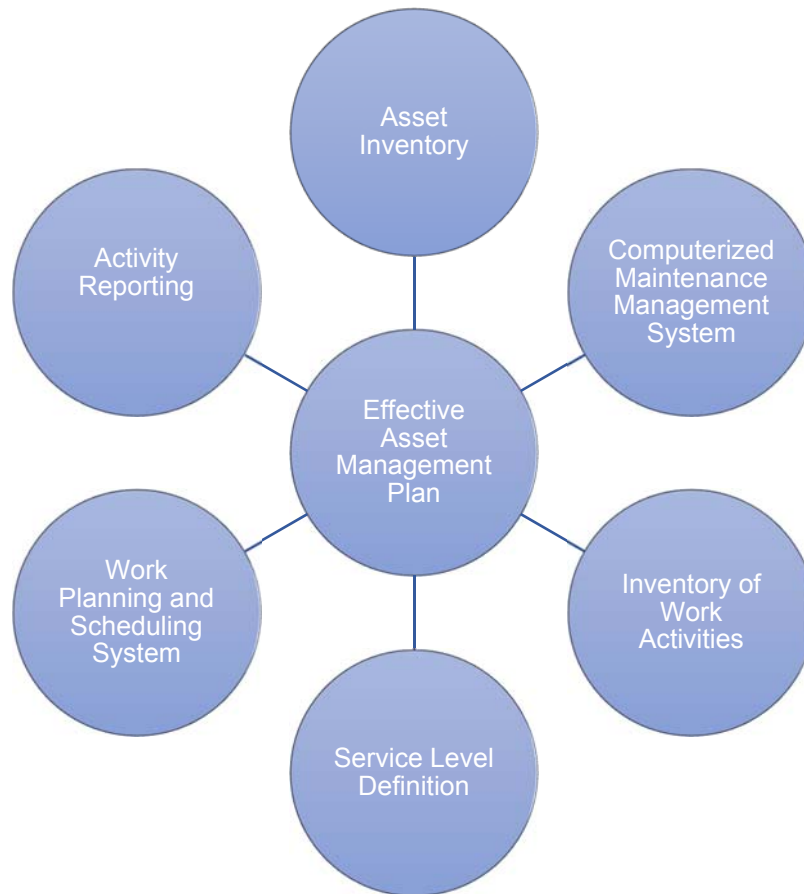 Asset
Inventory
Computerized
Maintenance
Management
System
Inventory of
Work
Activities
Service Level
Definition
Work
Planning and
Scheduling
System
Activity
Reporting
Effective
Asset
Management
Plan